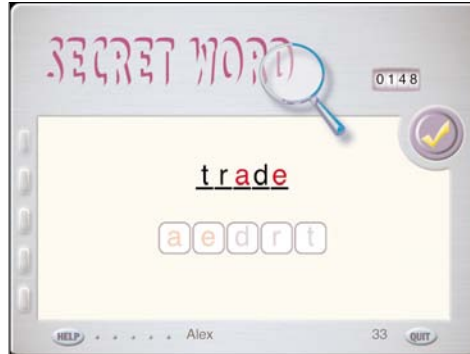 SECRET WORD
0148
trade
a e d r t
HELP Alex 33 QUIT